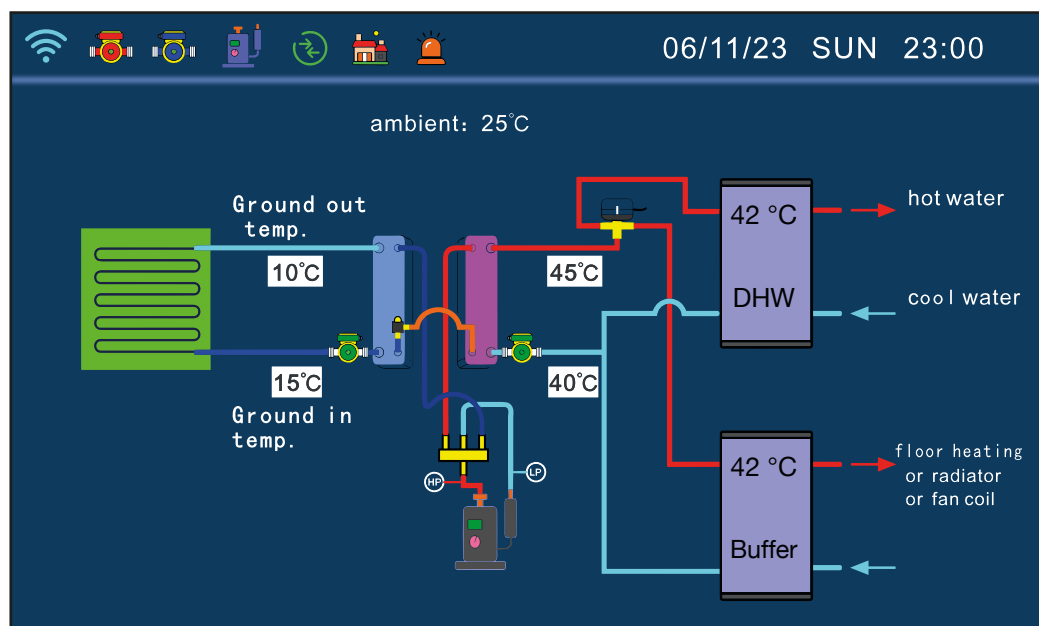 06/11/23 SUN 23:00
ambient: 25℃
Ground out
temp.
10℃
15℃
Ground in
temp.
45℃
40℃
HP
LP
42 °C
DHW
hot water
cool water
42 °C
Buffer
floor heating
or radiator
or fan coil